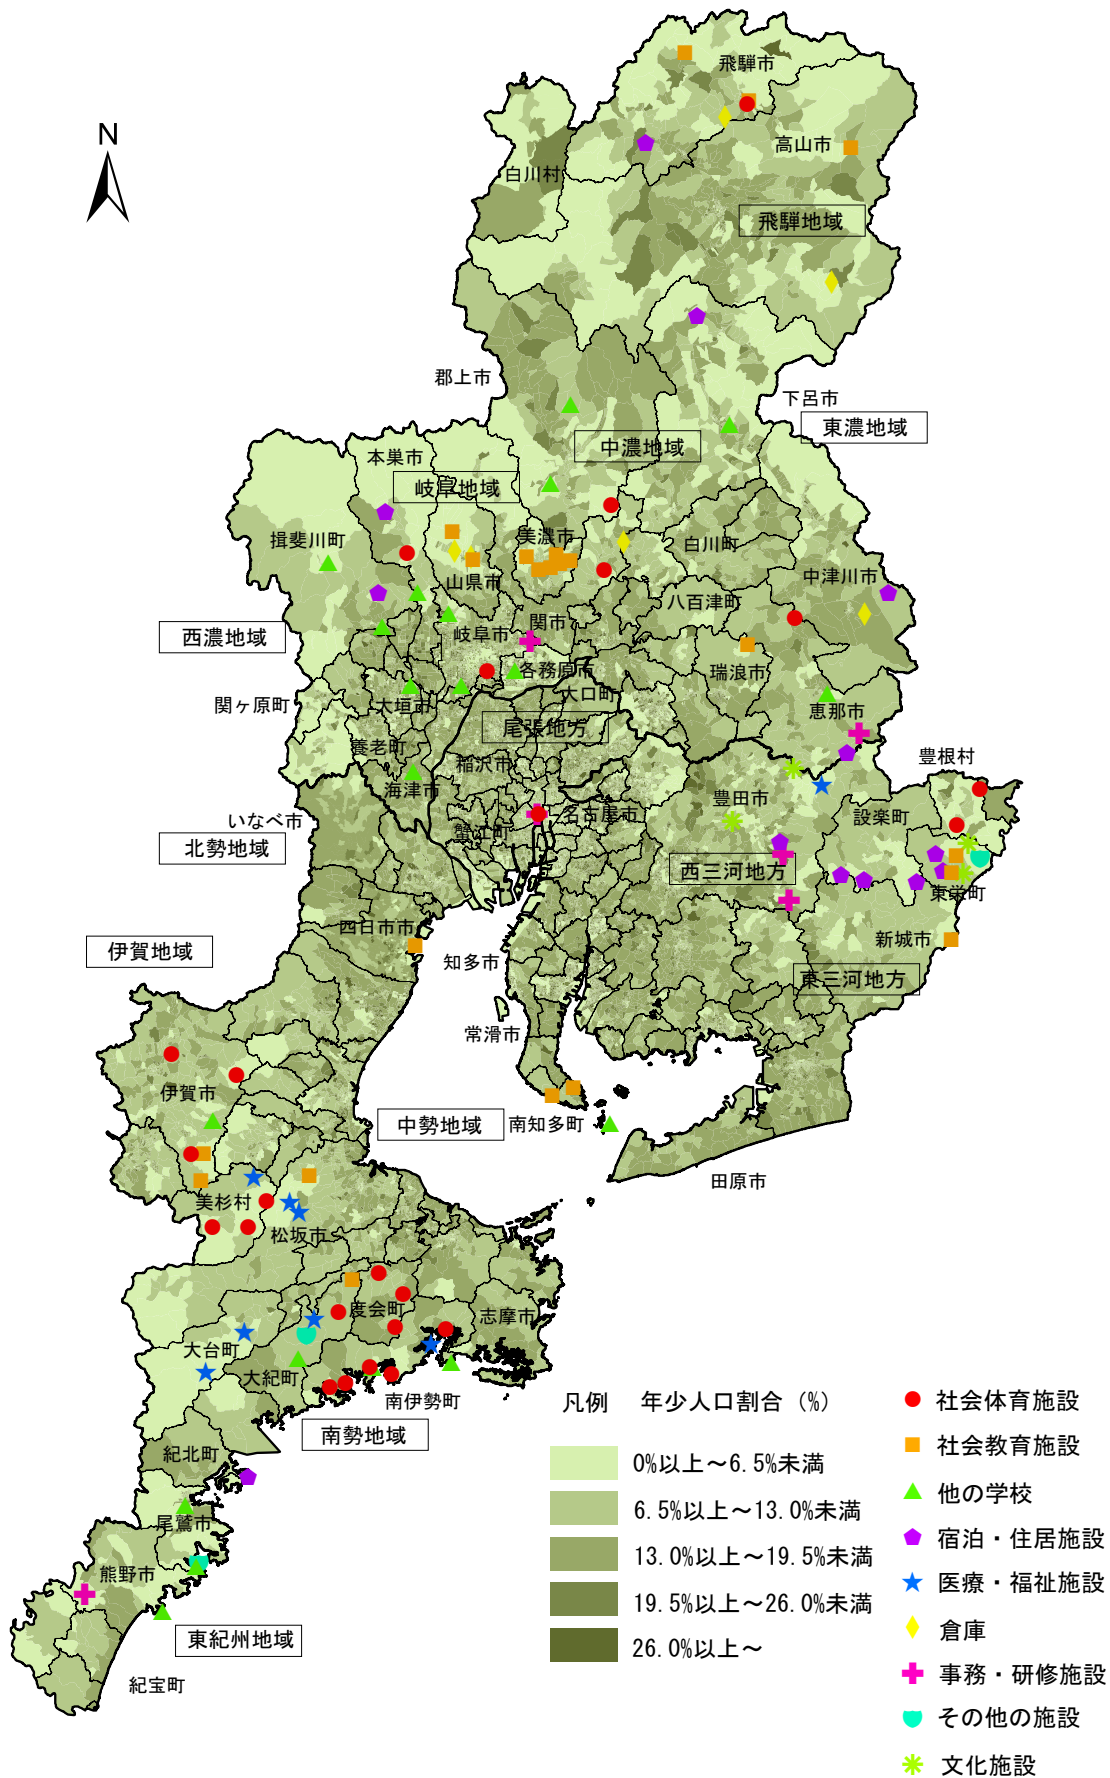 N
飛騨市
高山市
白川村
飛騨地域
郡上市
下呂市
東濃地域
中濃地域
本巣市
岐阜地域
揖斐川町
美濃市
白川町
山県市
中津川市
八百津町
西濃地域
岐阜市
関市
各務原市
瑞浪市
関ヶ原町
大垣市
大口町
恵那市
尾張地方
養老町
稲沢市
豊根村
海津市
豊田市
いなべ市
名古屋市
設楽町
蟹江町
北勢地域
西三河地方
東栄町
四日市市
新城市
伊賀地域
知多市
東三河地方
常滑市
伊賀市
中勢地域
南知多町
田原市
美杉村
松坂市
度会町
志摩市
大台町
大紀町
南伊勢町
南勢地域
紀北町
尾鷲市
熊野市
東紀州地域
紀宝町
凡例 年少人口割合 (%)
0%以上～6.5%未満
6.5%以上～13.0%未満
13.0%以上～19.5%未満
19.5%以上～26.0%未満
26.0%以上～
社会体育施設
社会教育施設
他の学校
宿泊・住居施設
医療・福祉施設
倉庫
事務・研修施設
その他の施設
文化施設